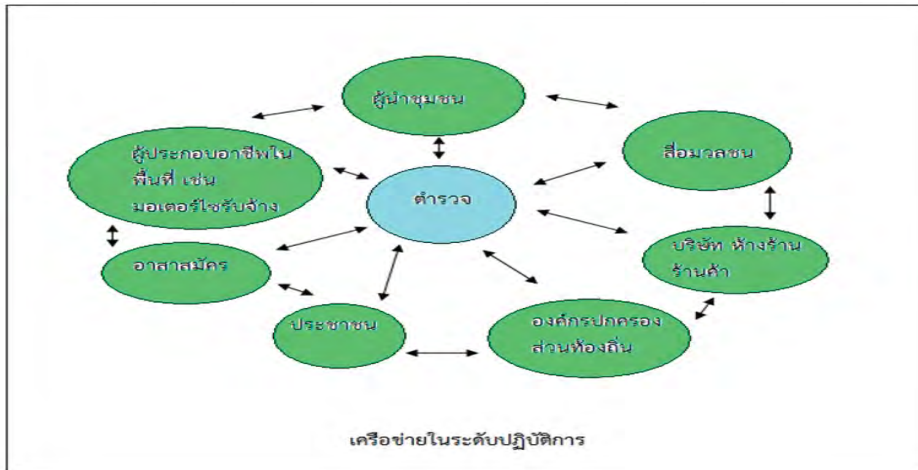 ผู้นำชุมชน
สื่อมวลชน
ผู้ประกอบอาชีพใน
พื้นที่ เช่น
มอเตอร์ไซรับจ้าง
ตำรวจ
บริษัท ห้างร้าน
ร้านค้า
อาสาสมัคร
ประชาชน
องค์กรปกครอง
ส่วนท้องถิ่น
เครือข่ายในระดับปฏิบัติการ